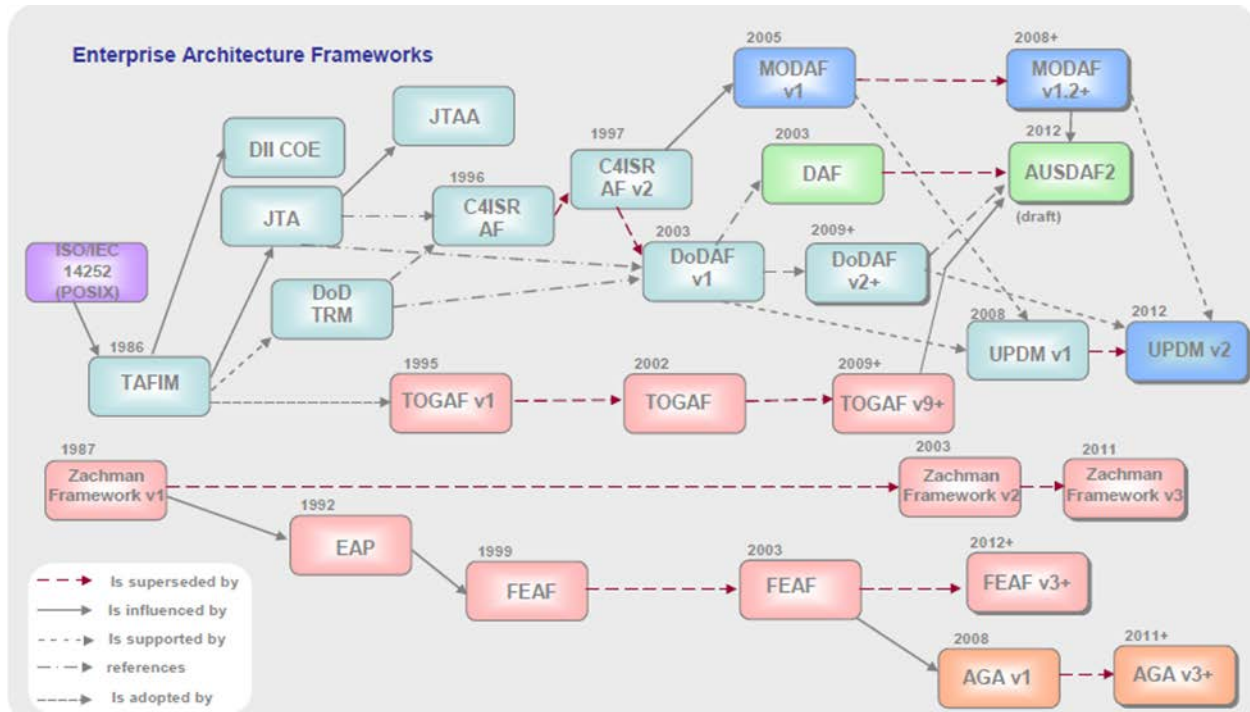 Enterprise Architecture Frameworks
2005
MODAF
v1
2008+
MODAF
v1.2+
JTAA
DII COE
1997
C4ISR
AF v2
2003
DAF
2012
AUSDAF2
(draft)
1996
C4ISR
AF
JTA
ISO/IEC
14252
(POSIX)
DoD
TRM
2003
DoDAF
v1
2009+
DoDAF
v2+
2008
UPDM v1
2012
UPDM v2
1986
TAFIM
1995
TOGAF v1
2002
TOGAF
2009+
TOGAF v9+
1987
Zachman
Framework v1
2003
Zachman
Framework v2
2011
Zachman
Framework v3
1992
EAP
1999
FEAF
2003
FEAF
2012+
FEAF v3+
2008
AGA v1
2011+
AGA v3+
Is superseded by
Is influenced by
Is supported by
references
Is adopted by